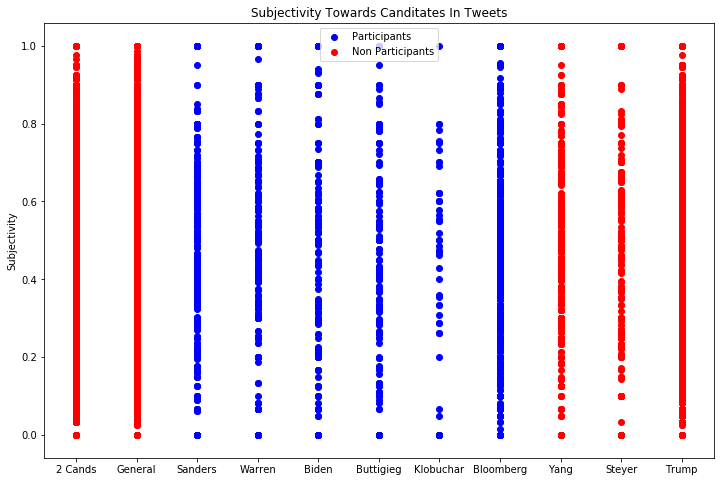 Subjectivity Towards Canditates In Tweets
Participants
Non Participants
Subjectivity
1.0
0.8
0.6
0.4
0.2
0.0
2 Cands General Sanders Warren Biden Buttigieg Klobuchar Bloomberg Yang Steyer Trump